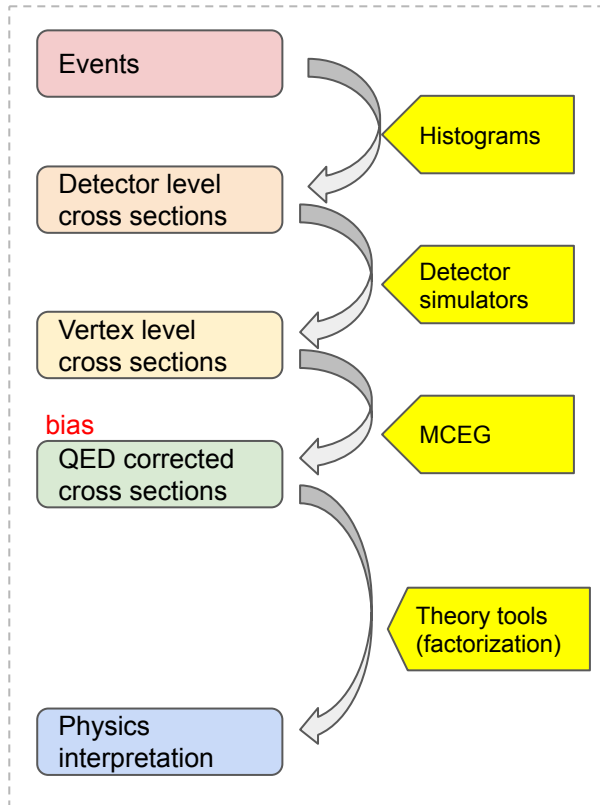 Events
Histograms
Detector level
cross sections
Detector
simulators
Vertex level
cross sections
MCEG
bias
QED corrected
cross sections
Theory tools
(factorization)
Physics
interpretation